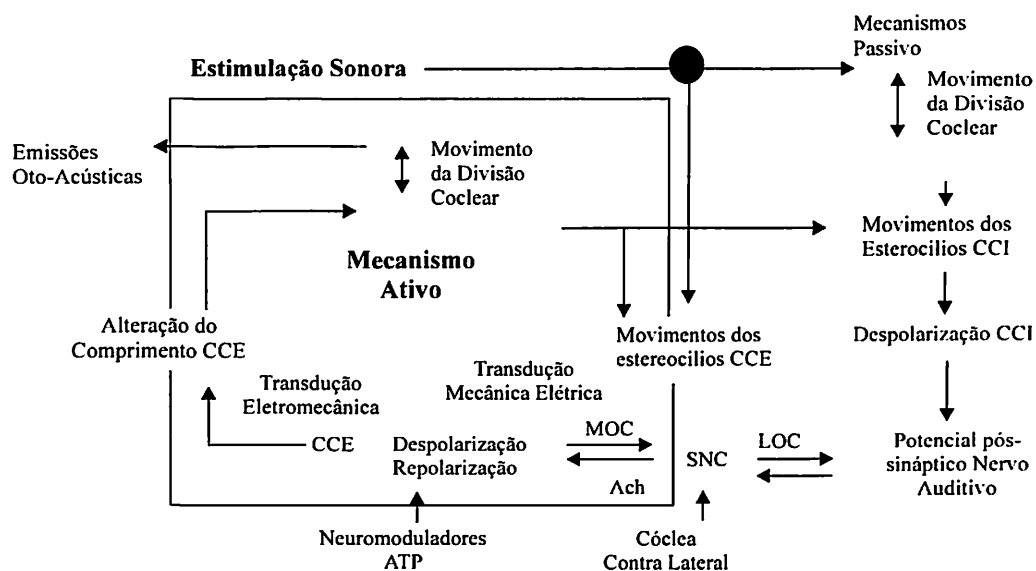 Mecanismos
Passivo
Estimulação Sonora
Movimento
da Divisão
Coclear
Emissões
Oto-Acústicas
Movimento
da Divisão
Coclear
Mecanismo
Ativo
Movimentos dos
Esterocilios CCI
Alteração do
Comprimento CCE
Movimentos dos
estereocilios CCE
Despolarização CCI
Transdução
Eletromecânica
Transdução
Mecânica Elétrica
CCE
Despolarização
Repolarização
MOC
Ach
SNC
LOC
Potencial pós-
sináptico Nervo
Auditivo
Neuromoduladores
ATP
Cóclea
Contra Lateral